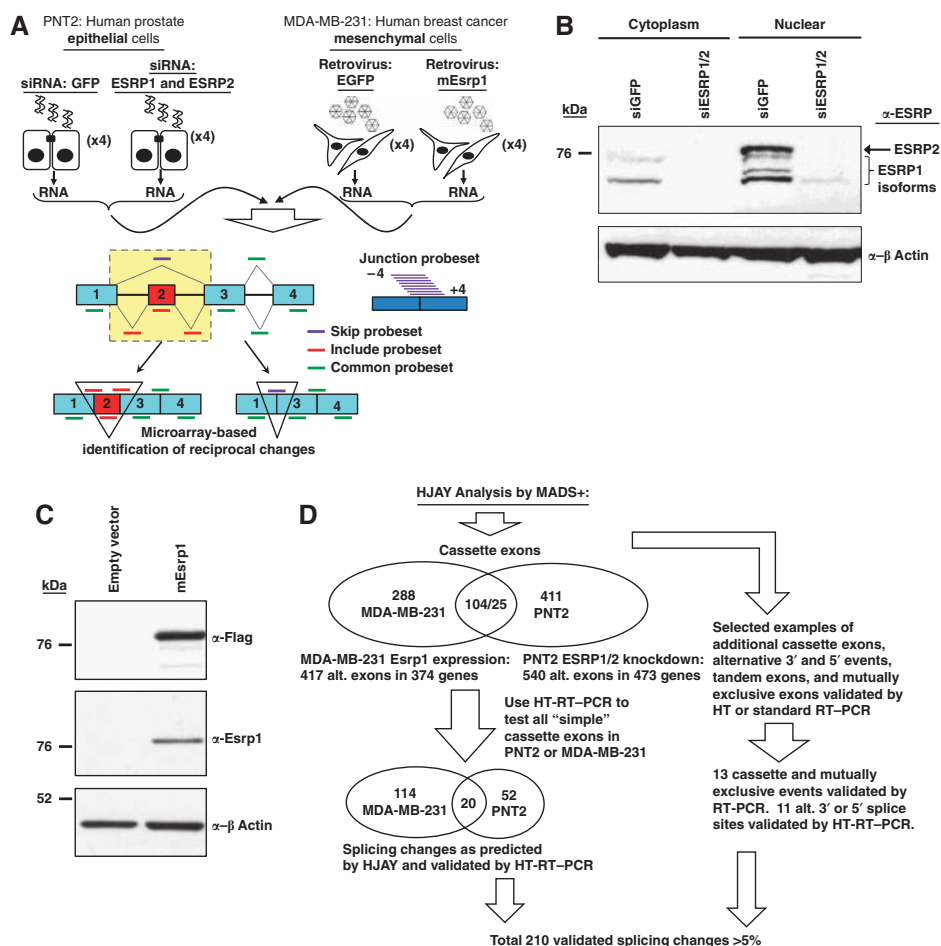 A
PNT2: Human prostate
epithelial cells
MDA-MB-231: Human breast cancer
mesenchymal cells
siRNA: GFP
siRNA:
ESRP1 and ESRP2
Retrovirus:
EGFP
Retrovirus:
mEsrp1
(x4)
(x4)
(x4)
(x4)
RNA
RNA
RNA
RNA
Junction probeset
−4
+4
1
2
3
4
Skip probeset
Include probeset
Common probeset
1
2
3
4
1
3
4
Microarray-based
identification of reciprocal changes
B
Cytoplasm
Nuclear
siGFP
siESRP1/2
siGFP
siESRP1/2
kDa
α-ESRP
76
ESRP2
ESRP1
isoforms
α–β Actin
C
Empty vector
mEsrp1
kDa
76
α-Flag
76
α-Esrp1
52
α–β Actin
D
HJAY Analysis by MADS+:
Cassette exons
288
MDA-MB-231
104/25
411
PNT2
MDA-MB-231 Esrp1 expression:
417 alt. exons in 374 genes
PNT2 ESRP1/2 knockdown:
540 alt. exons in 473 genes
Use HT-RT–PCR to
test all “simple”
cassette exons in
PNT2 or MDA-MB-231
114
MDA-MB-231
20
52
PNT2
Splicing changes as predicted
by HJAY and validated by HT-RT–PCR
Selected examples of
additional cassette exons,
alternative 3′ and 5′ events,
tandem exons, and mutually
exclusive exons validated by
HT or standard RT–PCR
13 cassette and mutually
exclusive events validated by
RT-PCR. 11 alt. 3′ or 5′ splice
sites validated by HT-RT–PCR.
Total 210 validated splicing changes >5%